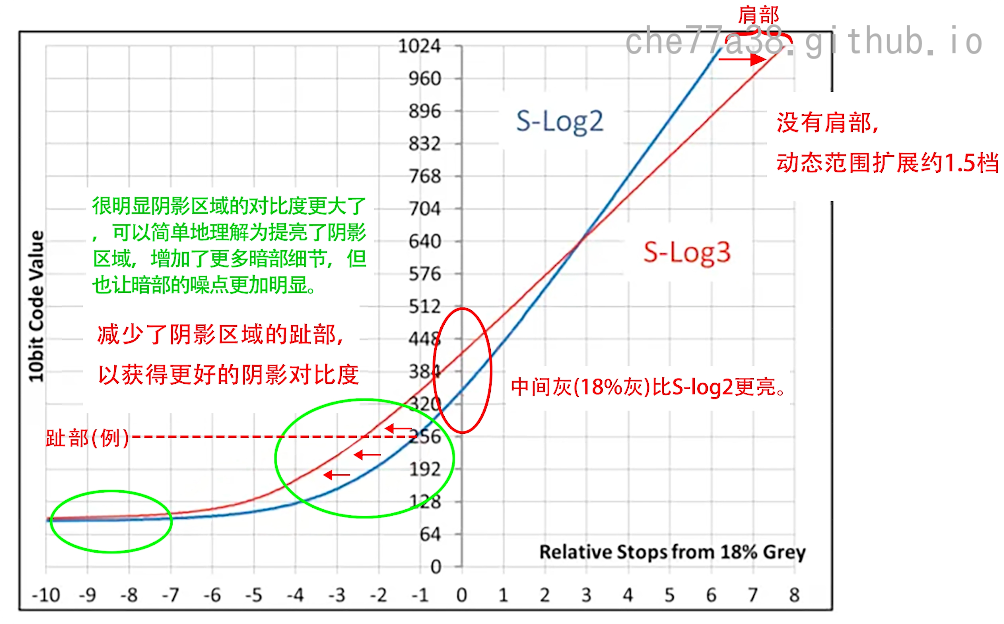 肩部
che77a38.github.io
1024
960
896
832
768
704
640
576
512
448
384
320
256
192
128
64
0
10bit Code Value
S-Log2
S-Log3
没有肩部,
动态范围扩展约1.5档
很明显阴影区域的对比度更大了
，可以简单地理解为提亮了阴影
区域，增加了更多暗部细节，但
也让暗部的噪点更加明显。
减少了阴影区域的趾部,
以获得更好的阴影对比度
中间灰(18%灰)比S-log2更亮。
趾部(例)
Relative Stops from 18% Grey
-10 -9 -8 -7 -6 -5 -4 -3 -2 -1 0 1 2 3 4 5 6 7 8